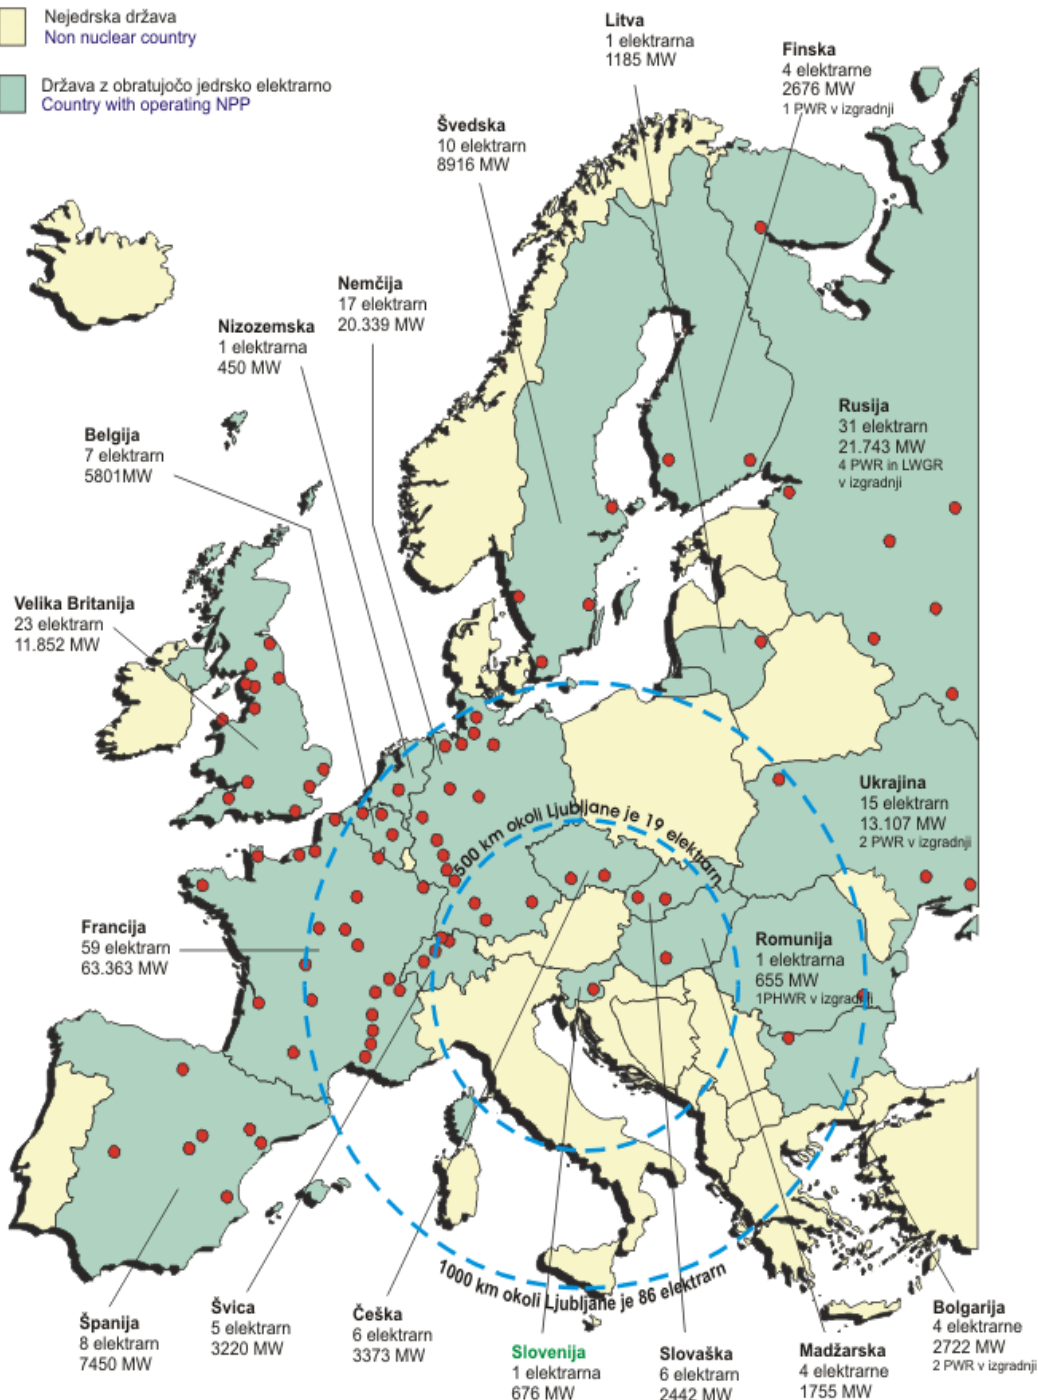 Nejedrska država
Non nuclear country
Država z obratujočo jedrsko elektrarno
Country with operating NPP
Litva
1 elektrarna
1185 MW
Finska
4 elektrarne
2676 MW
1 PWR v izgradnji
Švedska
10 elektrarn
8916 MW
Nemčija
17 elektrarn
20.339 MW
Nizozemska
1 elektrarna
450 MW
Belgija
7 elektrarn
5801MW
Rusija
31 elektrarn
21.743 MW
4 PWR in LWGR
v izgradnji
Velika Britanija
23 elektrarn
11.852 MW
Ukrajina
15 elektrarn
13.107 MW
2 PWR v izgradnji
500 km okoli Ljubljane je 19 elektrarn
Francija
59 elektrarn
63.363 MW
Romunija
1 elektrarna
655 MW
1PHWR v izgradnji
1000 km okoli Ljubljane je 86 elektrarn
Španija
8 elektrarn
7450 MW
Švica
5 elektrarn
3220 MW
Češka
6 elektrarn
3373 MW
Slovenija
1 elektrarna
676 MW
Slovaška
6 elektrarn
2442 MW
Madžarska
4 elektrarne
1755 MW
Bolgarija
4 elektrarne
2722 MW
2 PWR v izgradnji